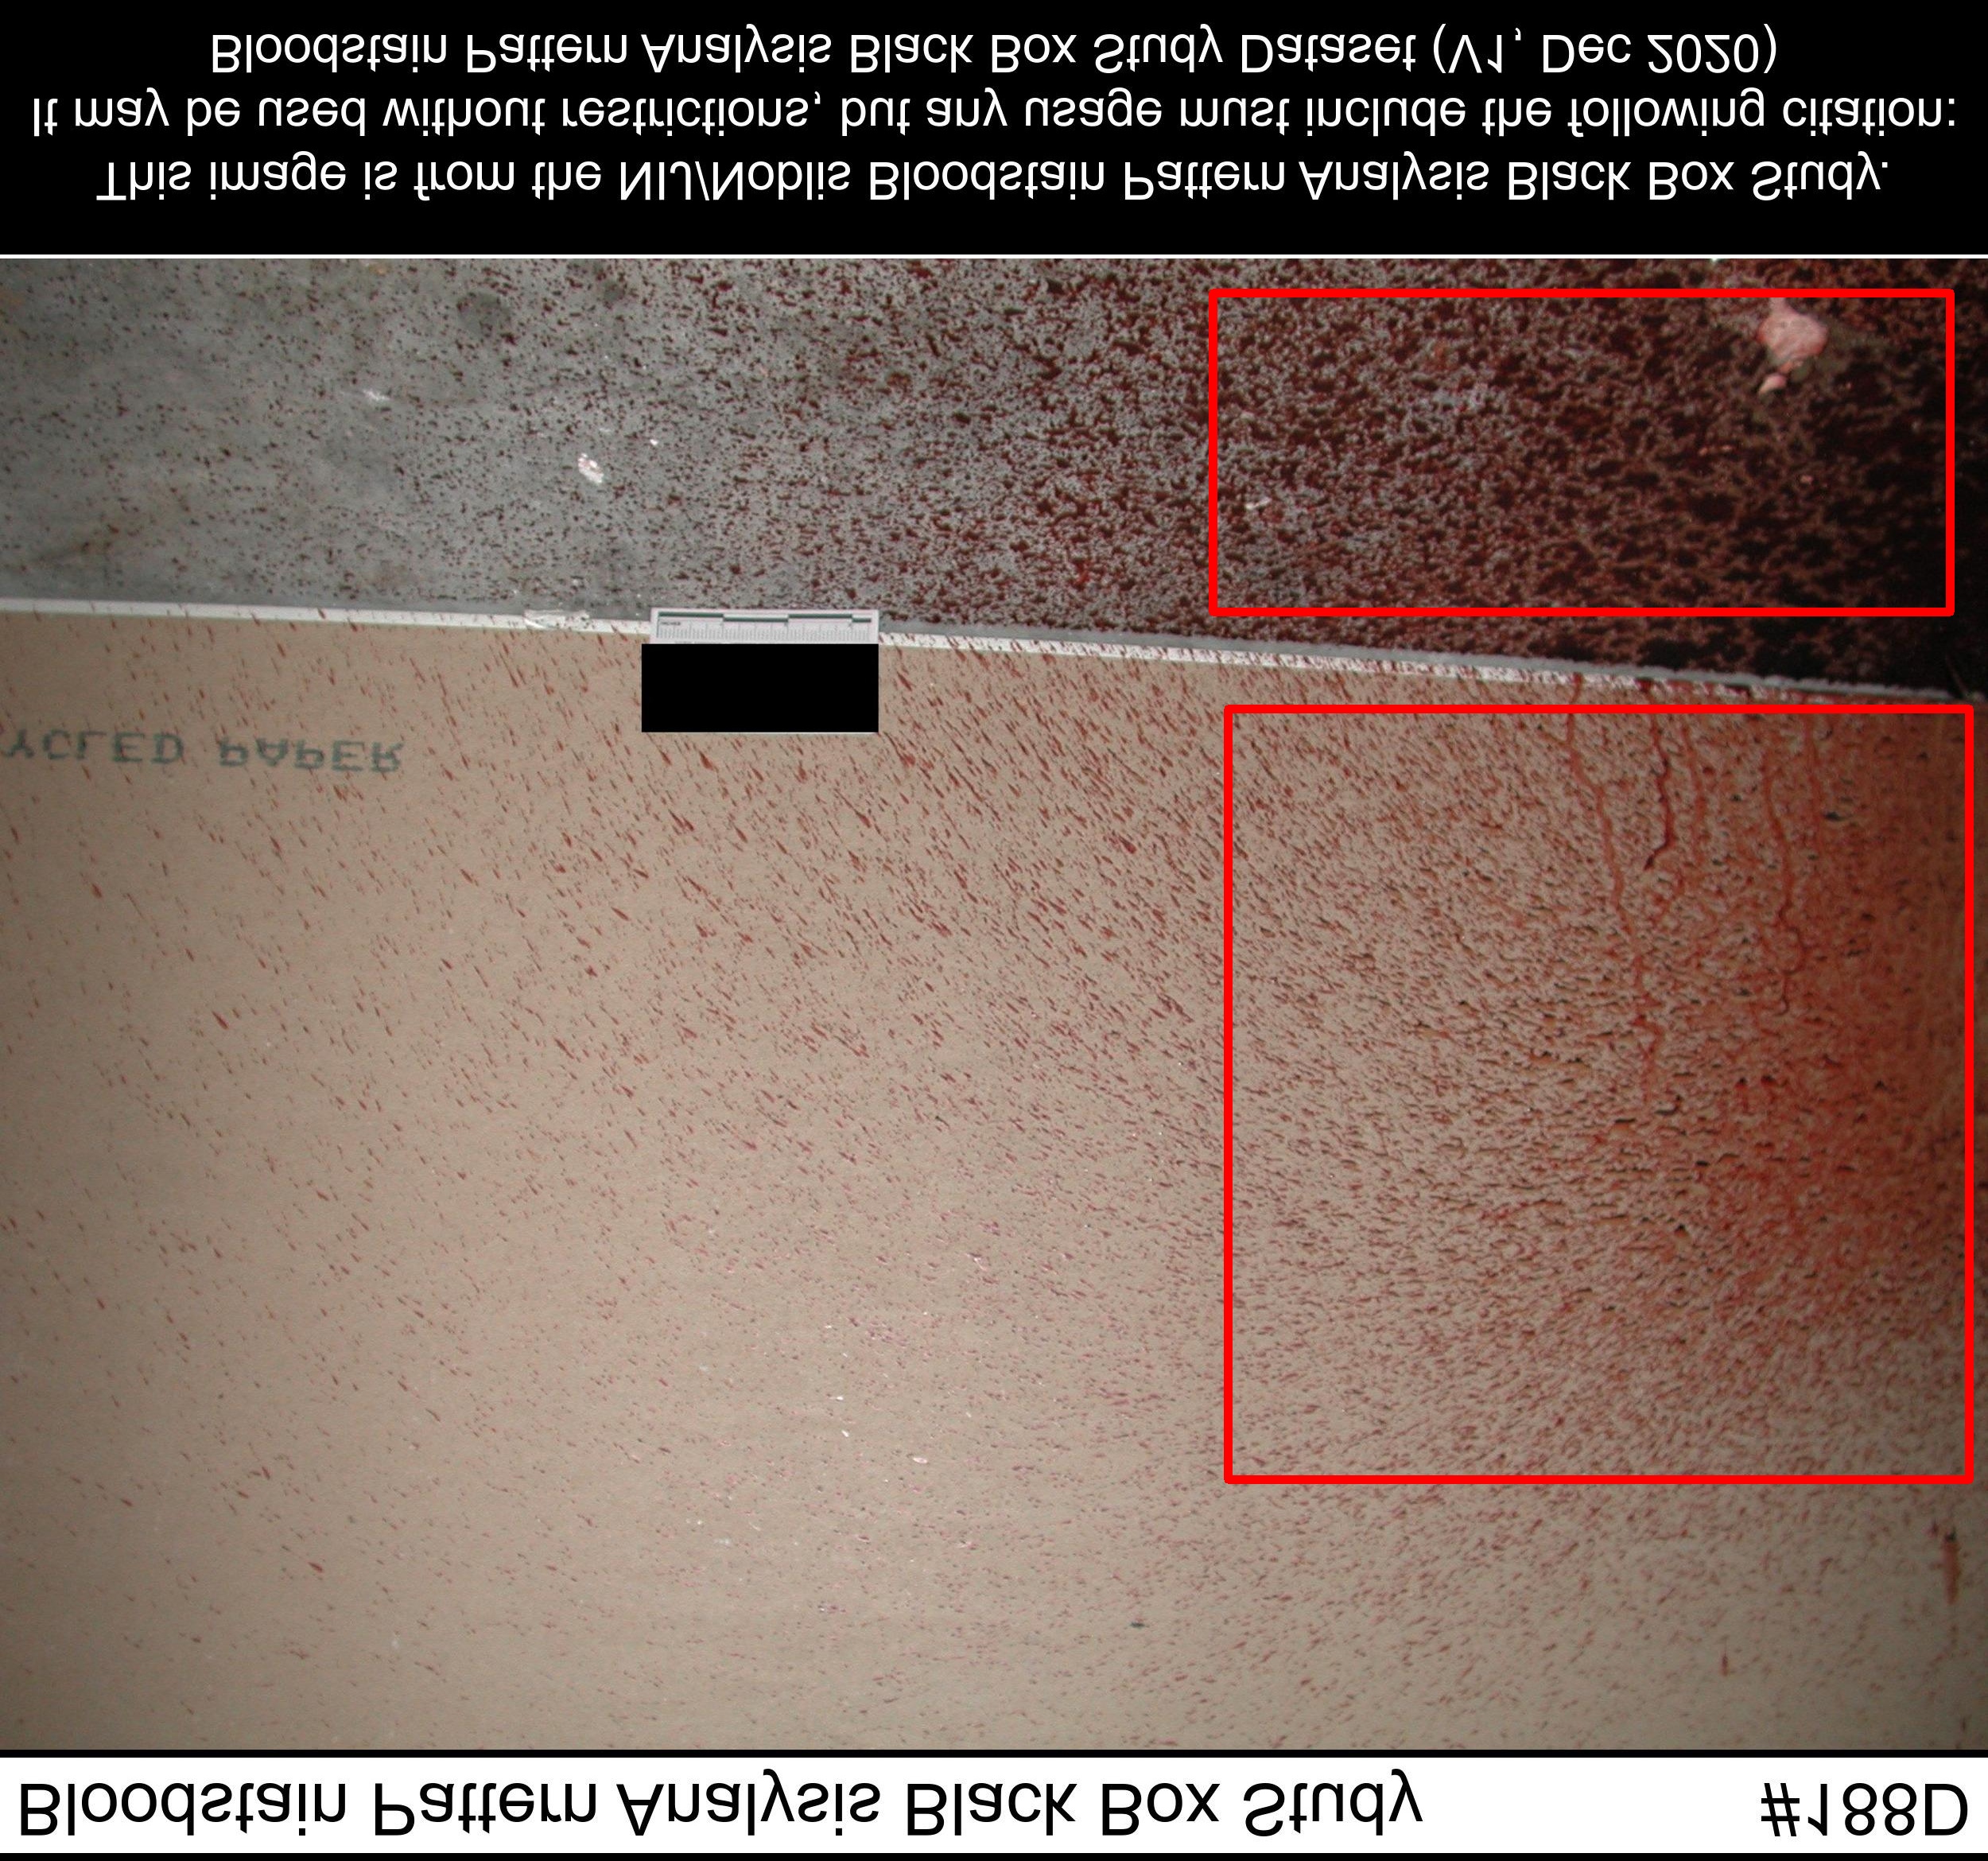 Bloodstain Pattern Analysis Black Box Study #188D
YCLED PAPER
This image is from the NIJ/Noblis Bloodstain Pattern Analysis Black Box Study.
It may be used without restrictions, but any usage must include the following citation:
Bloodstain Pattern Analysis Black Box Study Dataset (V1, Dec 2020)